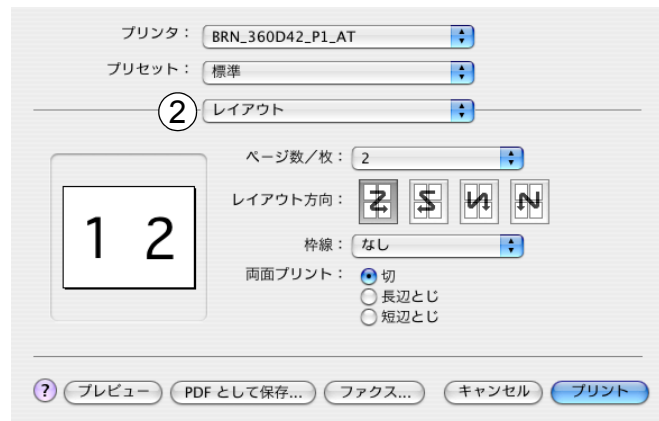 プリンタ： BRN_360D42_P1_AT
プリセット： 標準
② レイアウト
ページ数／枚： 2
レイアウト方向：
1 2
枠線： なし
両面プリント： 切
長辺とじ
短辺とじ
? プレビュー PDF として保存... ファクス... キャンセル プリント